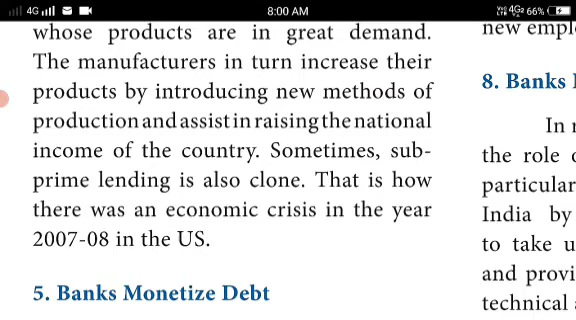 4G
8:00 AM
4G2 66%
whose products are in great demand.
The manufacturers in turn increase their
products by introducing new methods of
production and assist in raising the national
income of the country. Sometimes, sub-
prime lending is also clone. That is how
there was an economic crisis in the year
2007-08 in the US.
5. Banks Monetize Debt
new empl
8. Banks
In
the role
particular
India by
to take u
and provi
technical